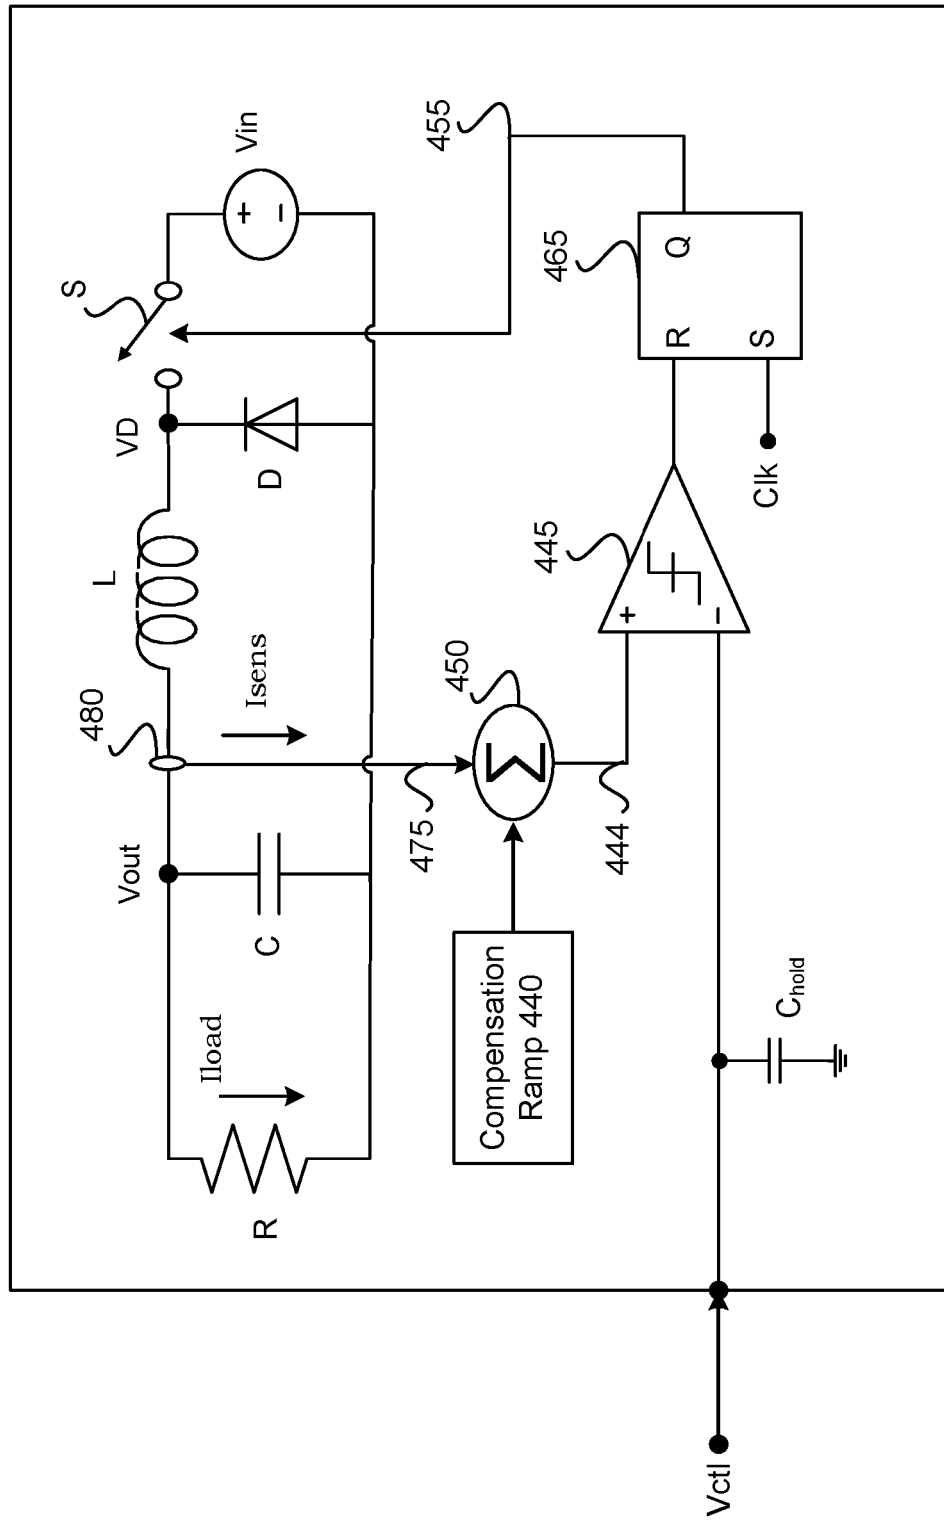 Vin
S
455
VD
D
L
465
Q
R
S
Clk
445
+
−
+
−
480
Isens
450
Σ
475
444
Vout
C
Compensation
Ramp 440
Iload
R
Chold
Vctl